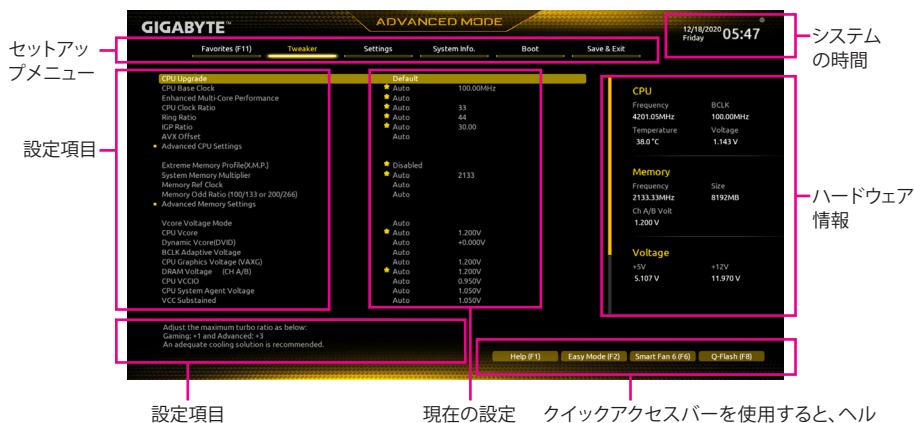 GIGABYTE™
ADVANCED MODE
12/18/2020 Friday 05:47
システムの時間
セットアップメニュー
Favorites (F11) Tweaker Settings System Info. Boot Save & Exit
設定項目
CPU Upgrade Default
CPU Base Clock Auto 100.00MHz
Enhanced Multi-Core Performance Auto
CPU Clock Ratio Auto 33
Ring Ratio Auto 44
IGP Ratio Auto 30.00
AVX Offset Auto
Advanced CPU Settings
Extreme Memory Profile(X.M.P.) Disabled
System Memory Multiplier Auto 2133
Memory Ref Clock Auto
Memory Odd Ratio (100/133 or 200/266) Auto
Advanced Memory Settings
Vcore Voltage Mode Auto
CPU Vcore Auto 1.200V
Dynamic Vcore(DVID) Auto +0.000V
BCLK Adaptive Voltage Auto
CPU Graphics Voltage (VAXG) Auto 1.200V
DRAM Voltage (CH A/B) Auto 1.200V
CPU VCCIO Auto 0.950V
CPU System Agent Voltage Auto 1.050V
VCC Substained Auto 1.050V
CPU
Frequency BCLK
4201.05MHz 100.00MHz
Temperature Voltage
38.0 °C 1.143 V
Memory
Frequency Size
2133.33MHz 8192MB
Ch A/B Volt
1.200 V
Voltage
+5V +12V
5.107 V 11.970 V
ハードウェア情報
Adjust the maximum turbo ratio as below:
Gaming: +1 and Advanced: +3
An adequate cooling solution is recommended.
Help (F1) Easy Mode (F2) Smart Fan 6 (F6) Q-Flash (F8)
設定項目
現在の設定
クイックアクセスバーを使用すると、ヘル